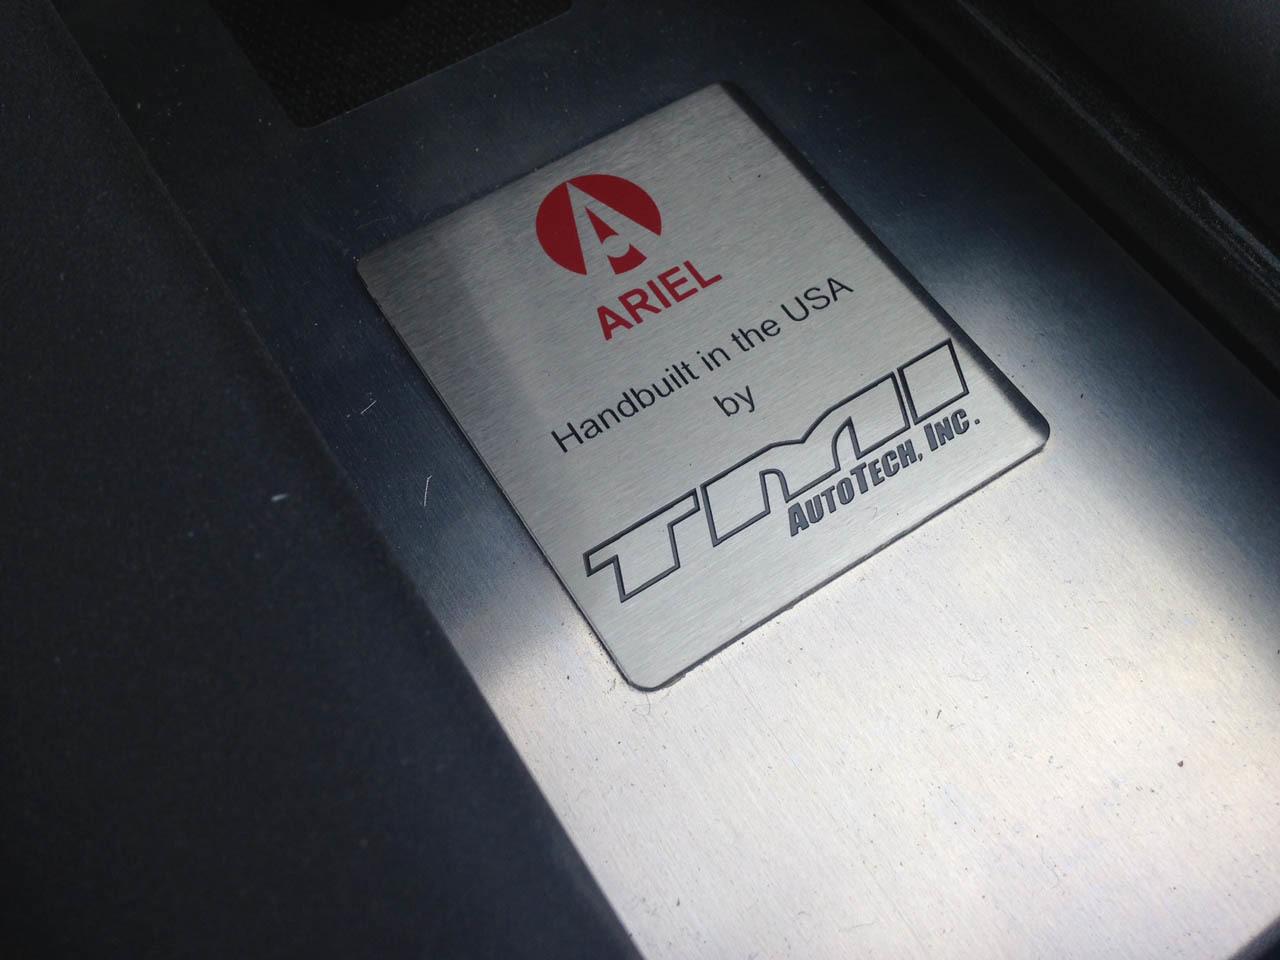 ARIEL
Handbuilt in the USA
by
TMI
AUTOTECH, INC.